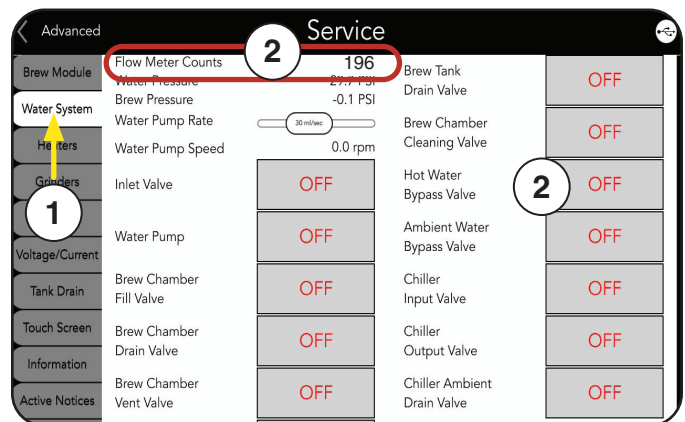 Advanced
Service
Brew Module
Water System
Heaters
Grinders
Voltage/Current
Tank Drain
Touch Screen
Information
Active Notices
1
2
Flow Meter Counts 196
Water Pressure 29.7 PSI
Brew Pressure -0.1 PSI
Water Pump Rate 30 ml/sec
Water Pump Speed 0.0 rpm
Inlet Valve OFF
Water Pump OFF
Brew Chamber
Fill Valve OFF
Brew Chamber
Drain Valve OFF
Brew Chamber
Vent Valve OFF
Brew Tank
Drain Valve OFF
Brew Chamber
Cleaning Valve OFF
Hot Water
Bypass Valve 2 OFF
Ambient Water
Bypass Valve OFF
Chiller
Input Valve OFF
Chiller
Output Valve OFF
Chiller Ambient
Drain Valve OFF